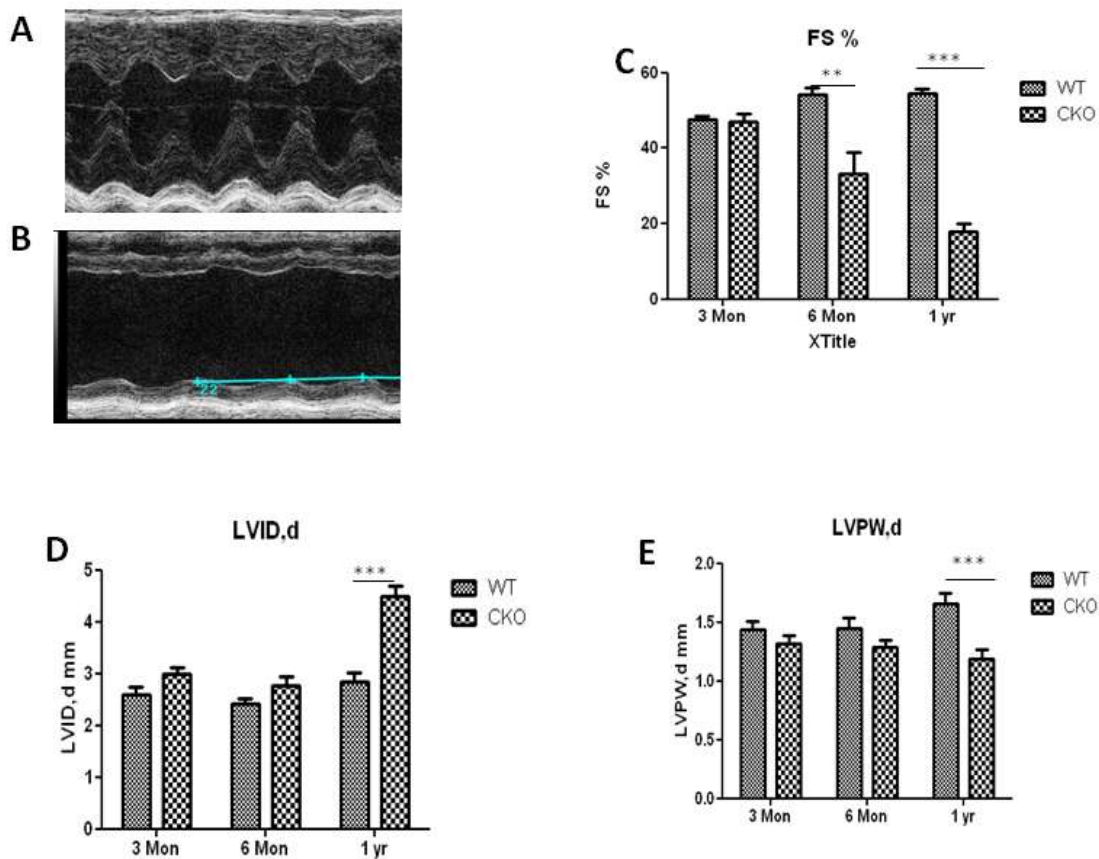 A
B
22
C
FS %
**
***
WT
CKO
FS %
60
40
20
0
3 Mon
6 Mon
1 yr
XTitle
D
LVID,d
***
WT
CKO
LVID,d mm
5
4
3
2
1
0
3 Mon
6 Mon
1 yr
E
LVPW,d
***
WT
CKO
LVPW,d mm
2.0
1.5
1.0
0.5
0.0
3 Mon
6 Mon
1 yr